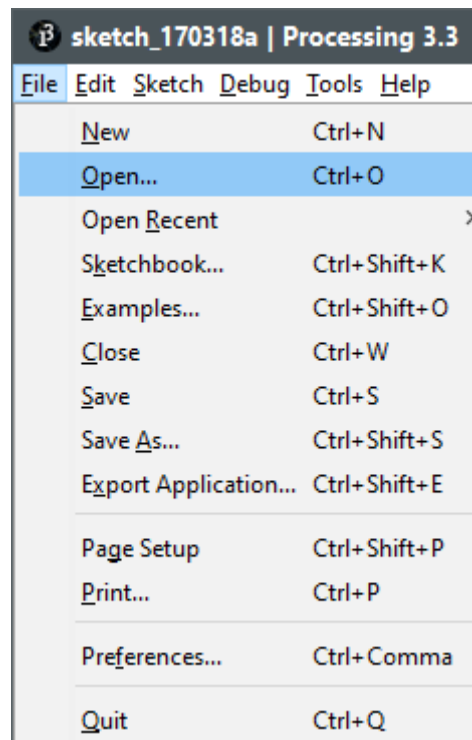 sketch_170318a | Processing 3.3
File Edit Sketch Debug Tools Help
New Ctrl+N
Open... Ctrl+O
Open Recent
Sketchbook... Ctrl+Shift+K
Examples... Ctrl+Shift+O
Close Ctrl+W
Save Ctrl+S
Save As... Ctrl+Shift+S
Export Application... Ctrl+Shift+E
Page Setup Ctrl+Shift+P
Print... Ctrl+P
Preferences... Ctrl+Comma
Quit Ctrl+Q